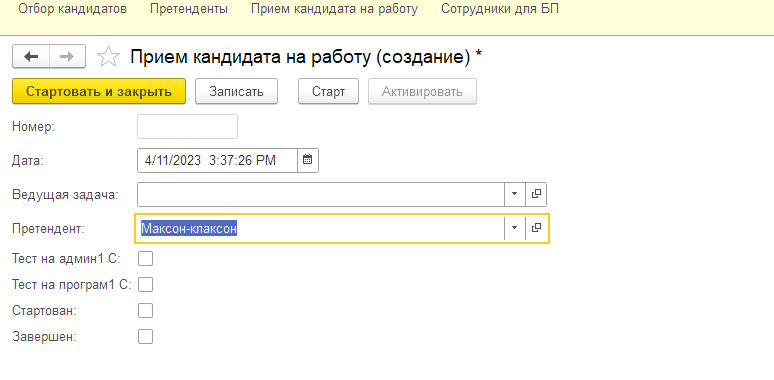 Отбор кандидатов Претенденты Прием кандидата на работу Сотрудники для БП
Прием кандидата на работу (создание) *
Стартовать и закрыть Записать Старт Активировать
Номер:
Дата: 4/11/2023 3:37:26 PM
Ведущая задача:
Претендент: Максон-клаксон
Тест на админ1 С:
Тест на програм1 С:
Стартован:
Завершен: